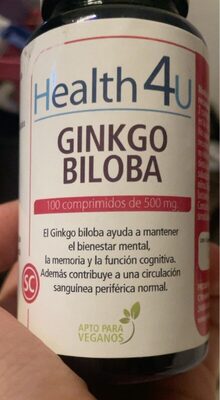 Health4U
GINKGO
BILOBA
100 comprimidos de 500 mg.
El Ginkgo biloba ayuda a mantener
el bienestar mental,
la memoria y la función cognitiva.
Además contribuye a una circulación
sanguínea periférica normal.
SC
APTO PARA
VEGANOS